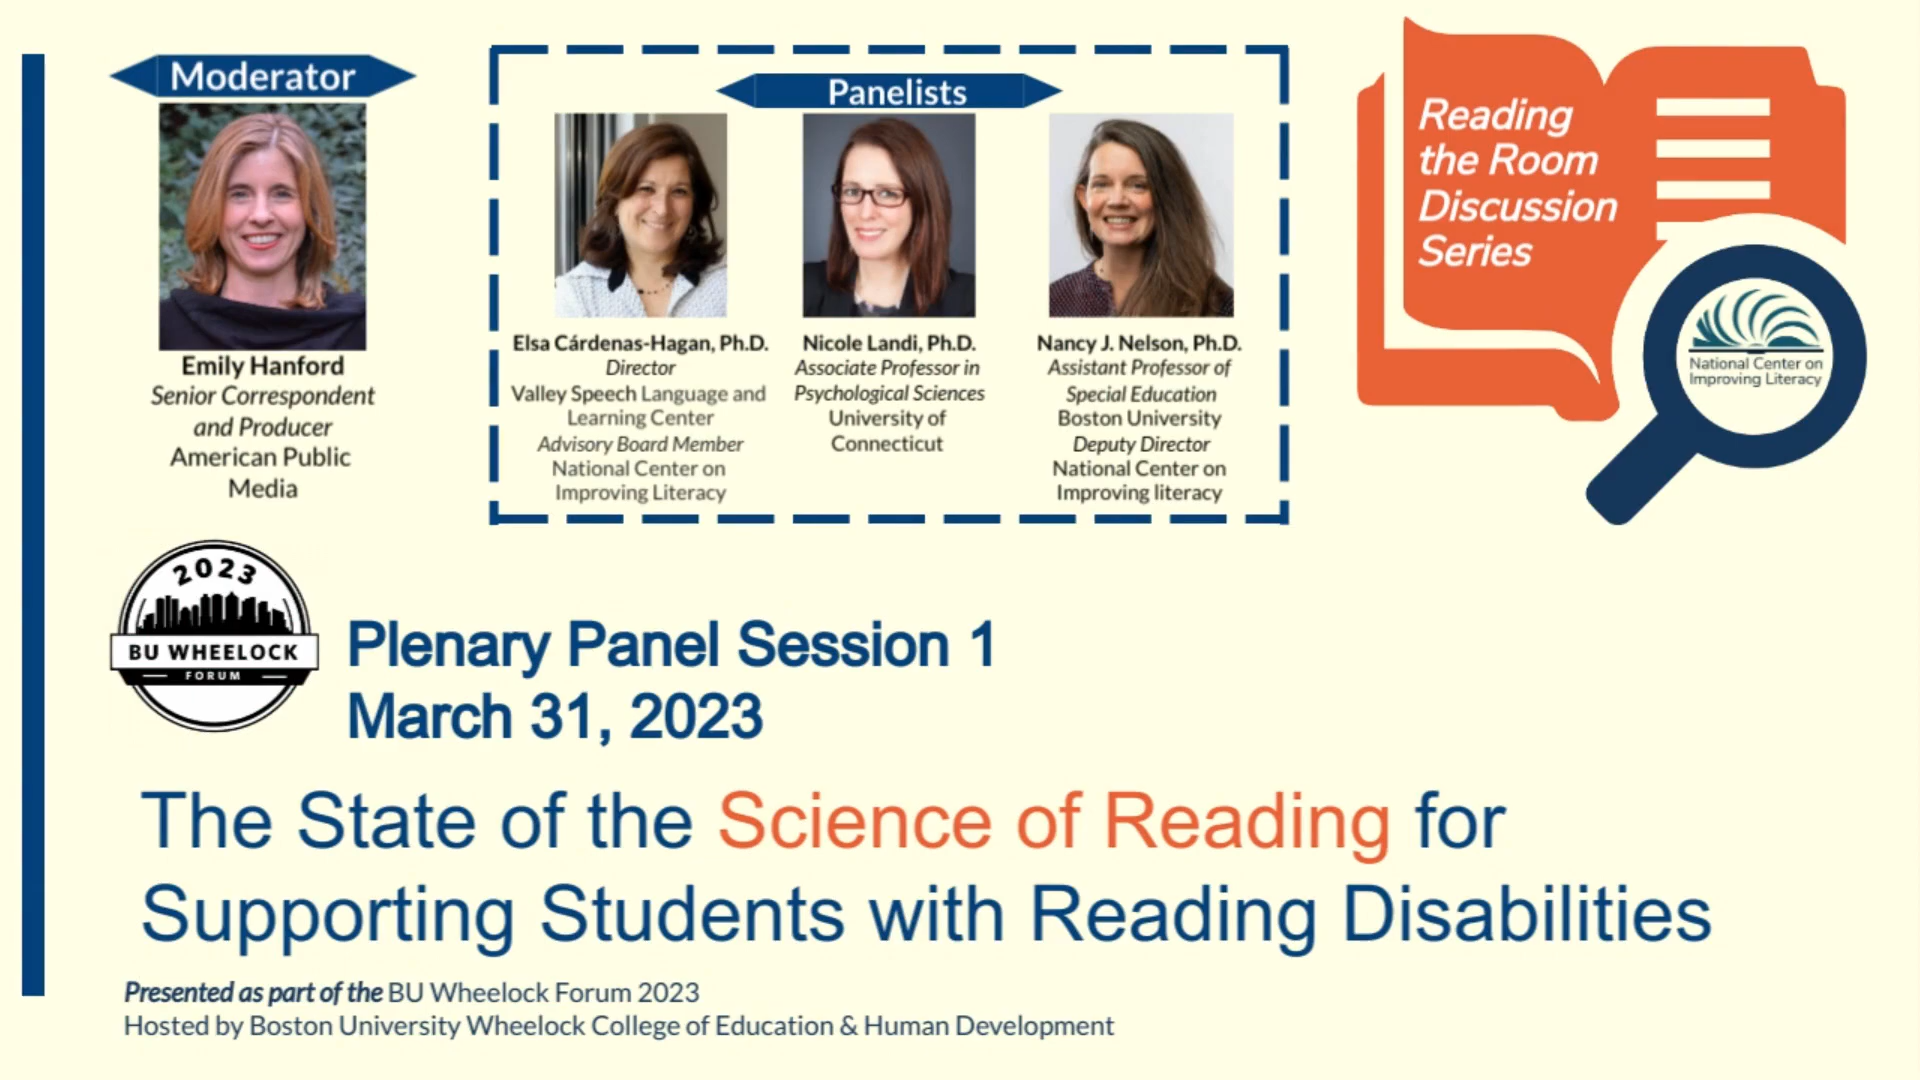 Moderator
Emily Hanford
Senior Correspondent
and Producer
American Public
Media
Panelists
Elsa Cárdenas-Hagan, Ph.D.
Director
Valley Speech Language and
Learning Center
Advisory Board Member
National Center on
Improving Literacy
Nicole Landi, Ph.D.
Associate Professor in
Psychological Sciences
University of
Connecticut
Nancy J. Nelson, Ph.D.
Assistant Professor of
Special Education
Boston University
Deputy Director
National Center on
Improving literacy
Reading
the Room
Discussion
Series
National Center on
Improving Literacy
2023
BU WHEELOCK
FORUM
Plenary Panel Session 1
March 31, 2023
The State of the Science of Reading for
Supporting Students with Reading Disabilities
Presented as part of the BU Wheelock Forum 2023
Hosted by Boston University Wheelock College of Education & Human Development